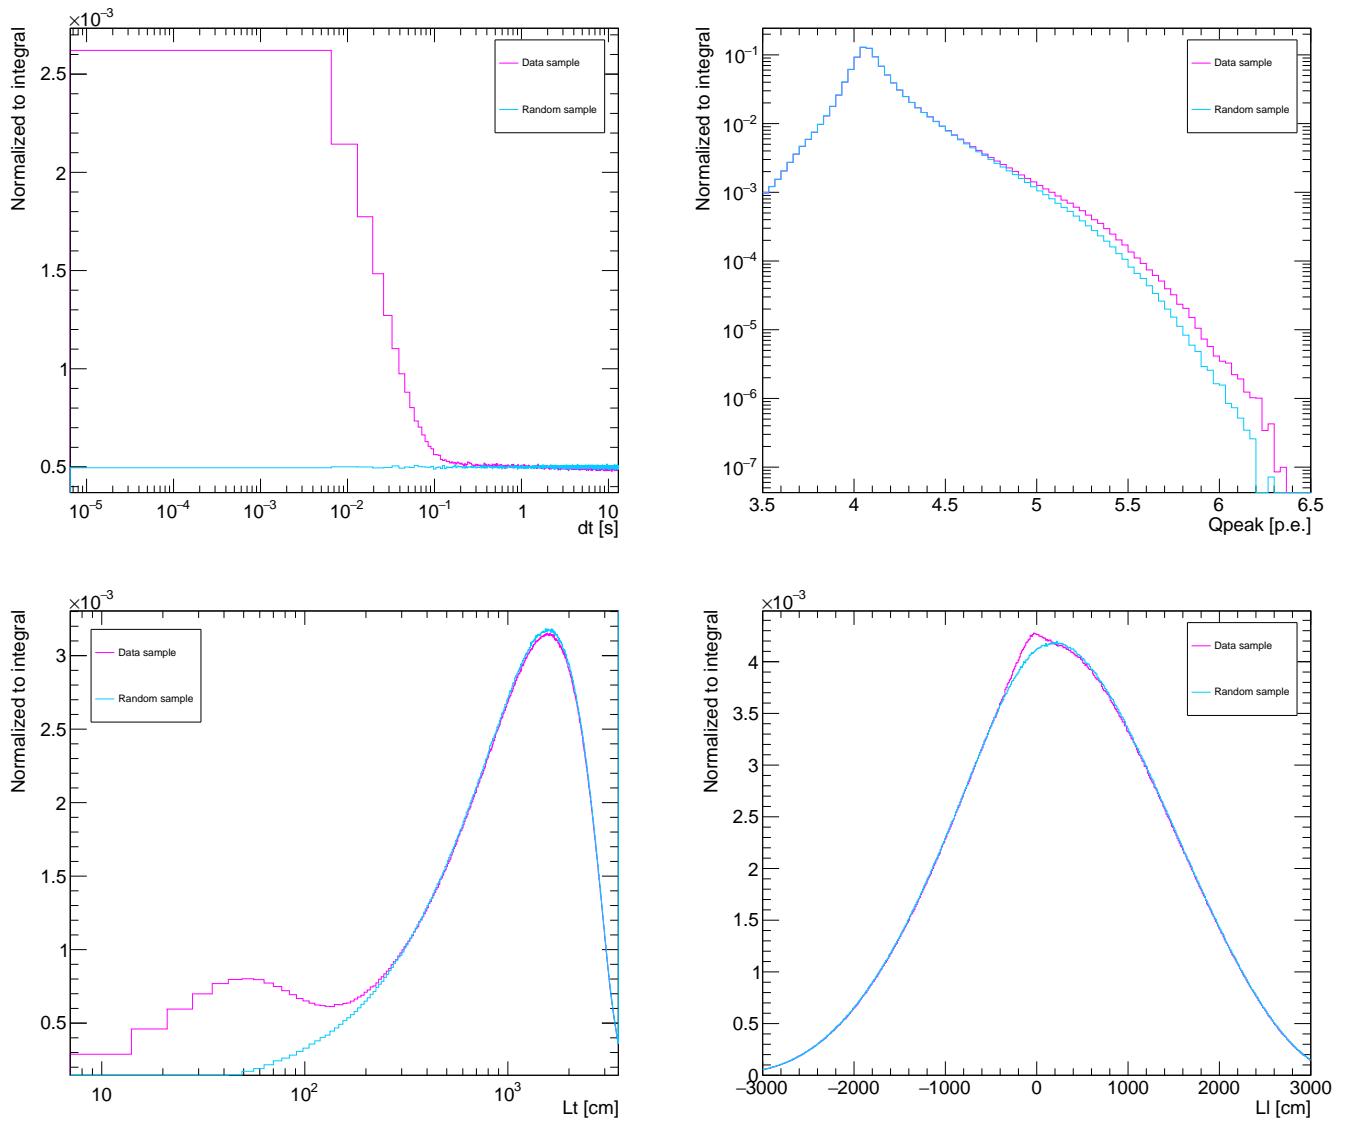 ×10⁻³
Normalized to integral
2.5
2
1.5
1
0.5
Data sample
Random sample
10⁻⁵ 10⁻⁴ 10⁻³ 10⁻² 10⁻¹ 1 10
dt [s]
Normalized to integral
10⁻¹
10⁻²
10⁻³
10⁻⁴
10⁻⁵
10⁻⁶
10⁻⁷
Data sample
Random sample
3.5 4 4.5 5 5.5 6 6.5
Qpeak [p.e.]
×10⁻³
Normalized to integral
3
2.5
2
1.5
1
0.5
Data sample
Random sample
10 10² 10³
Lt [cm]
×10⁻³
Normalized to integral
4
3.5
3
2.5
2
1.5
1
0.5
0
Data sample
Random sample
−3000 −2000 −1000 0 1000 2000 3000
Ll [cm]